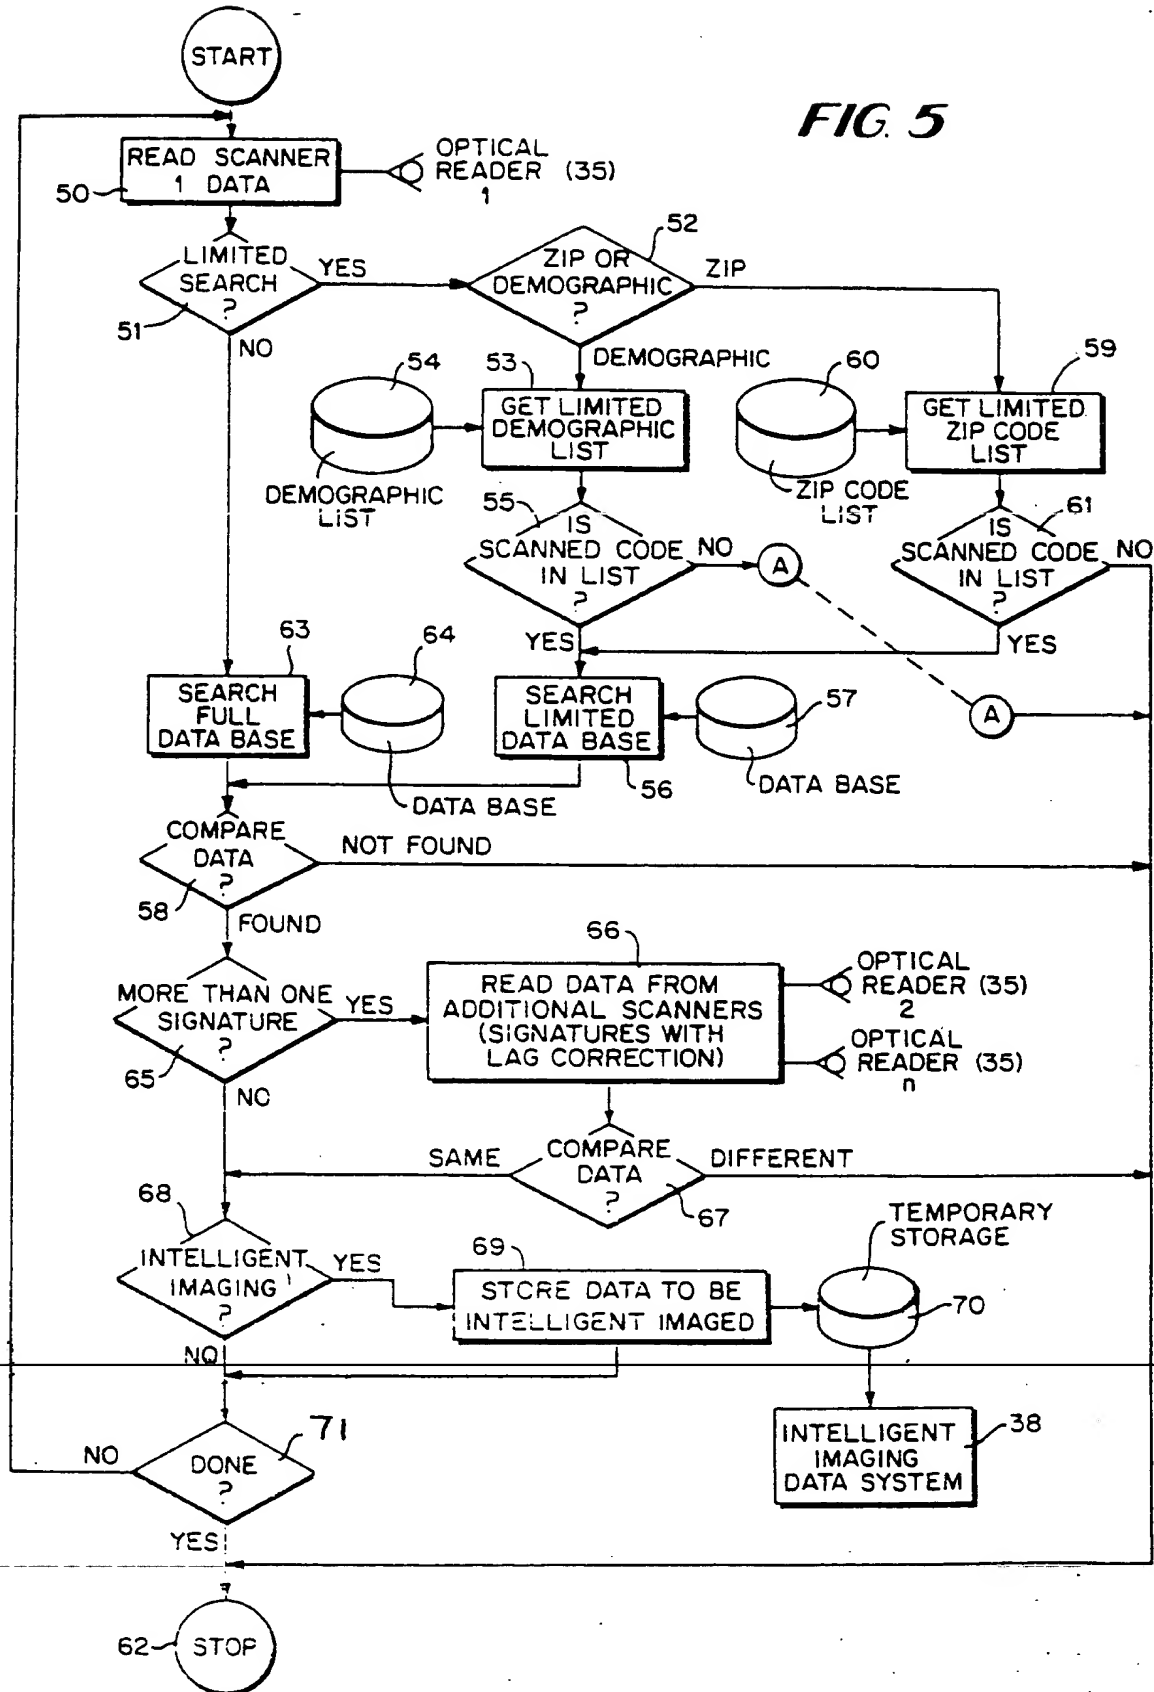 START
FIG. 5
READ SCANNER
1 DATA
50
OPTICAL
READER (35)
1
LIMITED
SEARCH
?
51
YES
NO
52
ZIP OR
DEMOGRAPHIC
?
ZIP
DEMOGRAPHIC
54
DEMOGRAPHIC
LIST
53
GET LIMITED
DEMOGRAPHIC
LIST
60
ZIP CODE
LIST
59
GET LIMITED
ZIP CODE
LIST
55
IS
SCANNED CODE
IN LIST
?
NO
A
YES
61
IS
SCANNED CODE
IN LIST
?
NO
YES
63
SEARCH
FULL
DATA BASE
64
DATA BASE
SEARCH
LIMITED
DATA BASE
56
57
DATA BASE
A
COMPARE
DATA
?
58
NOT FOUND
FOUND
MORE THAN ONE
SIGNATURE
?
65
YES
NO
66
READ DATA FROM
ADDITIONAL SCANNERS
(SIGNATURES WITH
LAG CORRECTION)
OPTICAL
READER (35)
2
OPTICAL
READER (35)
n
COMPARE
DATA
?
67
SAME
DIFFERENT
68
INTELLIGENT
IMAGING
?
YES
NO
69
STORE DATA TO BE
INTELLIGENT IMAGED
TEMPORARY
STORAGE
70
INTELLIGENT
IMAGING
DATA SYSTEM
38
71
DONE
?
NO
YES
62
STOP